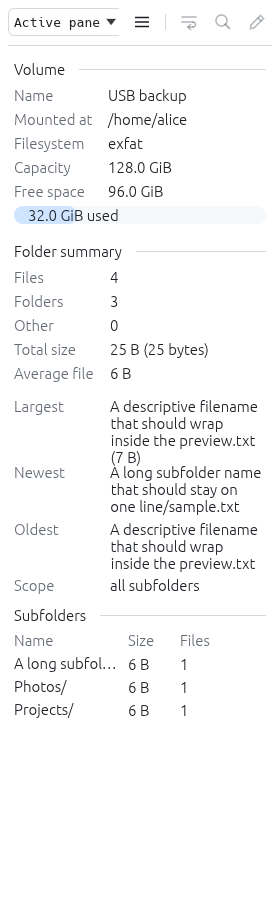 Active pane
Volume
Name USB backup
Mounted at /home/alice
Filesystem exfat
Capacity 128.0 GiB
Free space 96.0 GiB
32.0 GiB used
Folder summary
Files 4
Folders 3
Other 0
Total size 25 B (25 bytes)
Average file 6 B
Largest A descriptive filename
that should wrap
inside the preview.txt
(7 B)
Newest A long subfolder name
that should stay on
one line/sample.txt
Oldest A descriptive filename
that should wrap
inside the preview.txt
Scope all subfolders
Subfolders
Name Size Files
A long subfol… 6 B 1
Photos/ 6 B 1
Projects/ 6 B 1